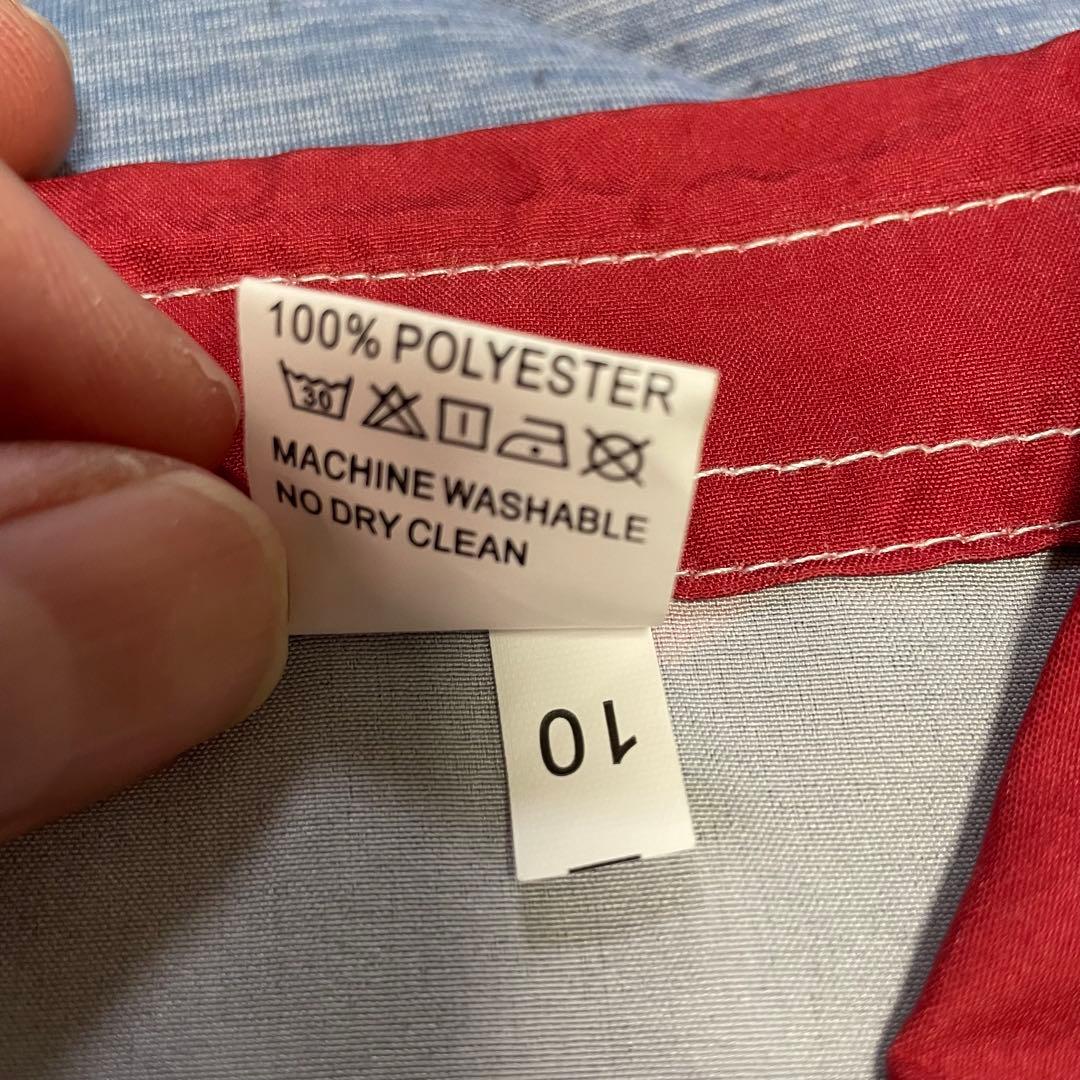 100% POLYESTER
30
MACHINE WASHABLE
NO DRY CLEAN
10